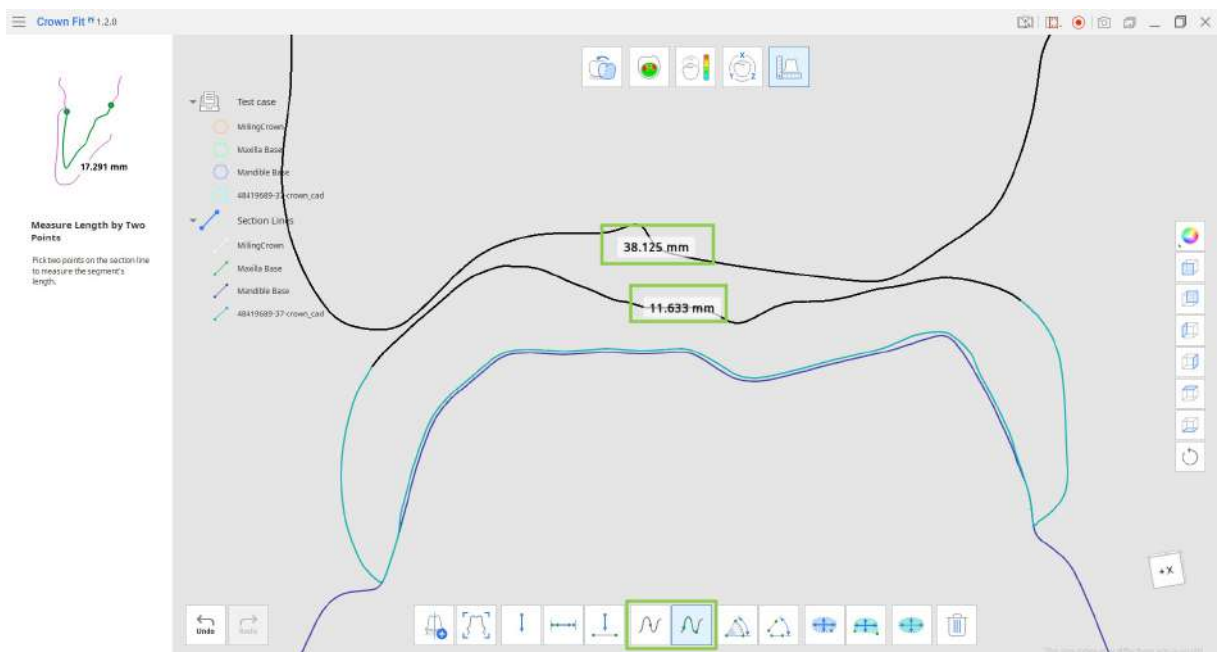 Crown Fit 1.2.0
17.291 mm
Measure Length by Two
Points
Pick two points on the section line
to measure the segment's
length.
Test case
MillingCrown
Maxilla Base
Mandible Base
48419689-37-crown_cad
Section Lines
MillingCrown
Maxilla Base
Mandible Base
48419689-37-crown_cad
X
Y
Z
38.125 mm
11.633 mm
+X
Undo
Redo